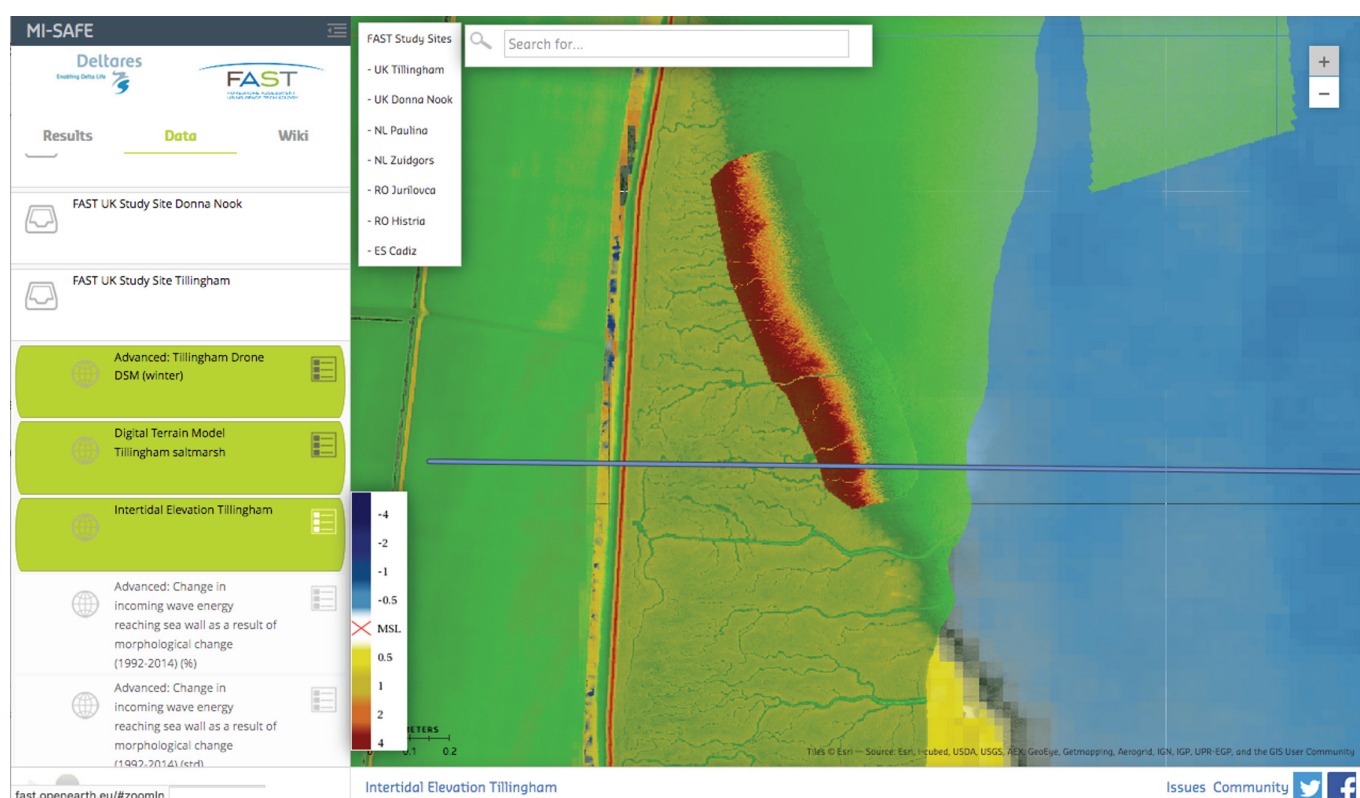 MI-SAFE
Deltares
Enabling Delta Life
FAST
Results Data Wiki
FAST UK Study Site Donna Nook
FAST UK Study Site Tillingham
Advanced: Tillingham Drone
DSM (winter)
Digital Terrain Model
Tillingham saltmarsh
Intertidal Elevation Tillingham
Advanced: Change in
incoming wave energy
reaching sea wall as a result of
morphological change
(1992-2014) (%)
Advanced: Change in
incoming wave energy
reaching sea wall as a result of
morphological change
(1992-2014) (std)
fast.openearth.eu/#zoomIn
FAST Study Sites
- UK Tillingham
- UK Donna Nook
- NL Paulina
- NL Zuidgors
- RO Jurilovca
- RO Histria
- ES Cadiz
Search for...
+
−
-4
-2
-1
-0.5
MSL
0.5
1
2
4
0.1 0.2
Tiles © Esri — Source: Esri, i-cubed, USDA, USGS, AEX, GeoEye, Getmapping, Aerogrid, IGN, IGP, UPR-EGP, and the GIS User Community
Intertidal Elevation Tillingham
Issues Community